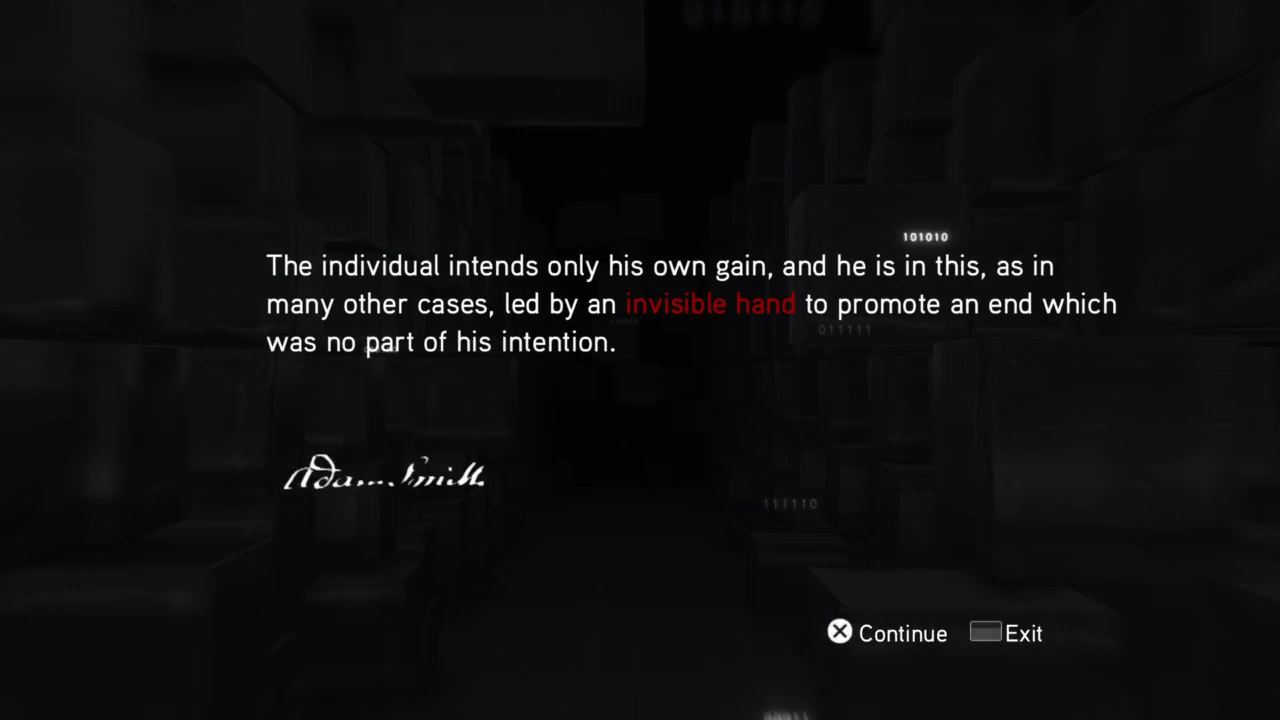 101010
The individual intends only his own gain, and he is in this, as in
many other cases, led by an invisible hand to promote an end which
011111
was no part of his intention.
Adam Smith
111110
Continue Exit